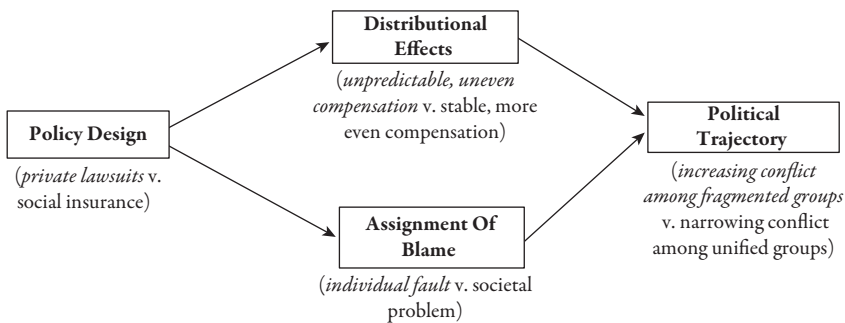 Policy Design
(private lawsuits v.
social insurance)
Distributional
Effects
(unpredictable, uneven
compensation v. stable, more
even compensation)
Assignment Of
Blame
(individual fault v. societal
problem)
Political
Trajectory
(increasing conflict
among fragmented groups
v. narrowing conflict
among unified groups)